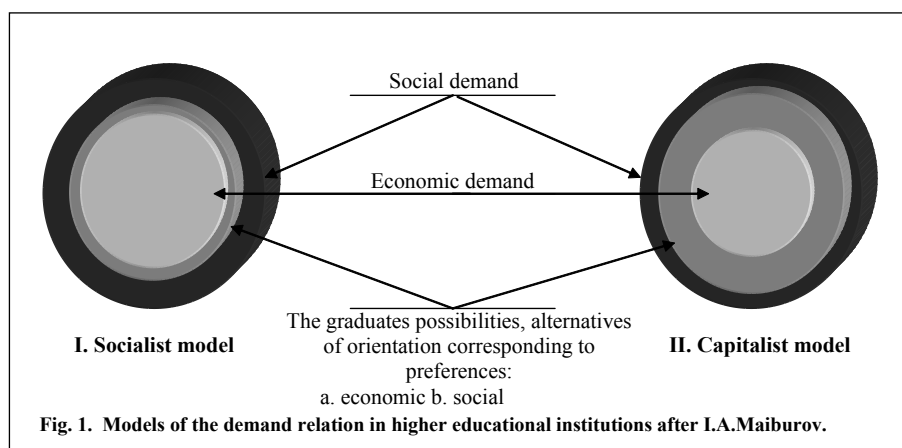 Social demand
Economic demand
The graduates possibilities, alternatives
of orientation corresponding to
preferences:
a. economic b. social
I. Socialist model
II. Capitalist model
Fig. 1. Models of the demand relation in higher educational institutions after I.A.Maiburov.